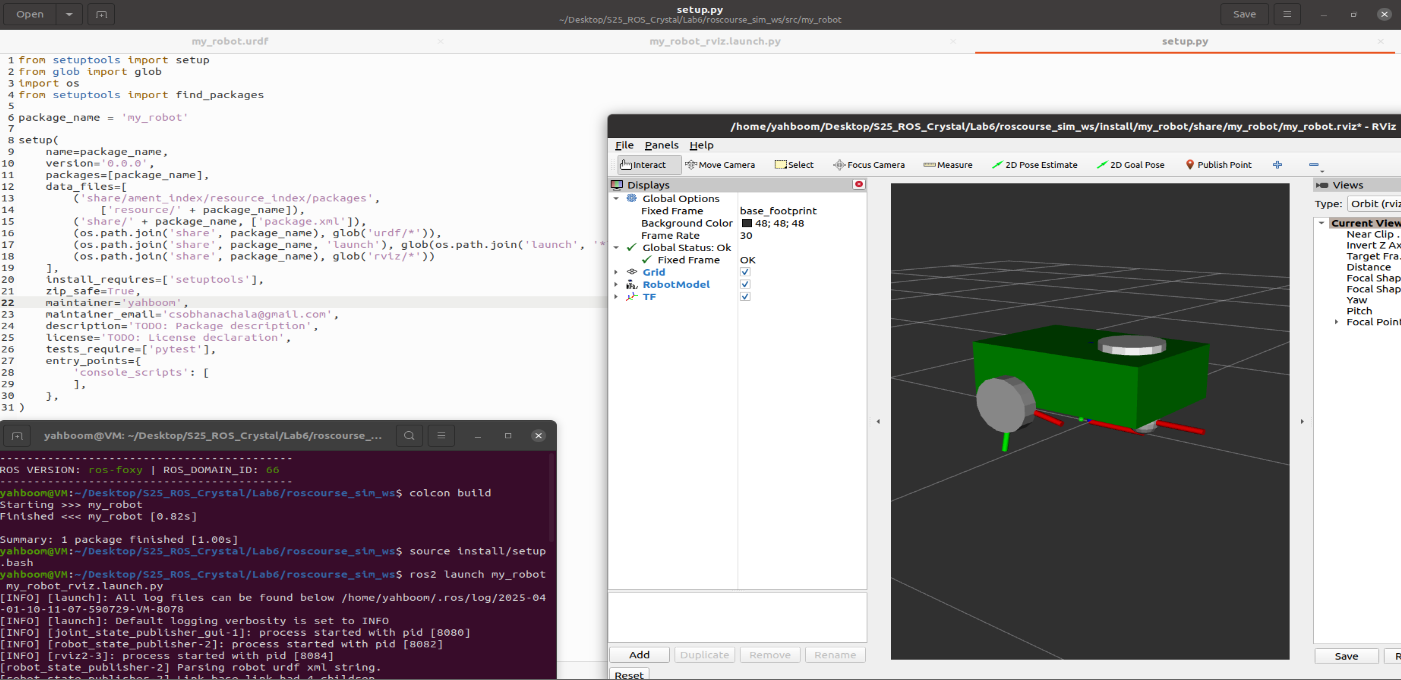 Open
setup.py
~/Desktop/S25_ROS_Crystal/Lab6/roscourse_sim_ws/src/my_robot
Save
my_robot.urdf
my_robot_rviz.launch.py
setup.py
1 from setuptools import setup
2 from glob import glob
3 import os
4 from setuptools import find_packages
5
6 package_name = 'my_robot'
7
8 setup(
9     name=package_name,
10     version='0.0.0',
11     packages=[package_name],
12     data_files=[
13         ('share/ament_index/resource_index/packages',
14             ['resource/' + package_name]),
15         ('share/' + package_name, ['package.xml']),
16         (os.path.join('share', package_name), glob('urdf/*')),
17         (os.path.join('share', package_name, 'launch'), glob(os.path.join('launch', '*
18         (os.path.join('share', package_name), glob('rviz/*'))
19     ],
20     install_requires=['setuptools'],
21     zip_safe=True,
22     maintainer='yahboom',
23     maintainer_email='csobhanachala@gmail.com',
24     description='TODO: Package description',
25     license='TODO: License declaration',
26     tests_require=['pytest'],
27     entry_points={
28         'console_scripts': [
29         ],
30     },
31 )
yahboom@VM: ~/Desktop/S25_ROS_Crystal/Lab6/roscourse_...
----------------------------------------
ROS VERSION: ros-foxy | ROS_DOMAIN_ID: 66
----------------------------------------
yahboom@VM:~/Desktop/S25_ROS_Crystal/Lab6/roscourse_sim_ws$ colcon build
Starting >>> my_robot
Finished <<< my_robot [0.82s]
Summary: 1 package finished [1.00s]
yahboom@VM:~/Desktop/S25_ROS_Crystal/Lab6/roscourse_sim_ws$ source install/setup
.bash
yahboom@VM:~/Desktop/S25_ROS_Crystal/Lab6/roscourse_sim_ws$ ros2 launch my_robot
my_robot_rviz.launch.py
[INFO] [launch]: All log files can be found below /home/yahboom/.ros/log/2025-04
-01-10-11-07-590729-VM-8078
[INFO] [launch]: Default logging verbosity is set to INFO
[INFO] [joint_state_publisher_gui-1]: process started with pid [8080]
[INFO] [robot_state_publisher-2]: process started with pid [8082]
[INFO] [rviz2-3]: process started with pid [8084]
[robot_state_publisher-2] Parsing robot urdf xml string.
[robot_state_publisher-2] Link base_link had 4 children
/home/yahboom/Desktop/S25_ROS_Crystal/Lab6/roscourse_sim_ws/install/my_robot/share/my_robot/my_robot.rviz* - RViz
File Panels Help
Interact Move Camera Select Focus Camera Measure 2D Pose Estimate 2D Goal Pose Publish Point
Displays
Global Options
Fixed Frame base_footprint
Background Color 48; 48; 48
Frame Rate 30
Global Status: Ok
Fixed Frame OK
Grid
RobotModel
TF
Add Duplicate Remove Rename
Reset
Views
Type: Orbit (rviz
Current View
Near Clip ...
Invert Z Ax
Target Fra...
Distance
Focal Shap
Focal Shap
Yaw
Pitch
Focal Point
Save R